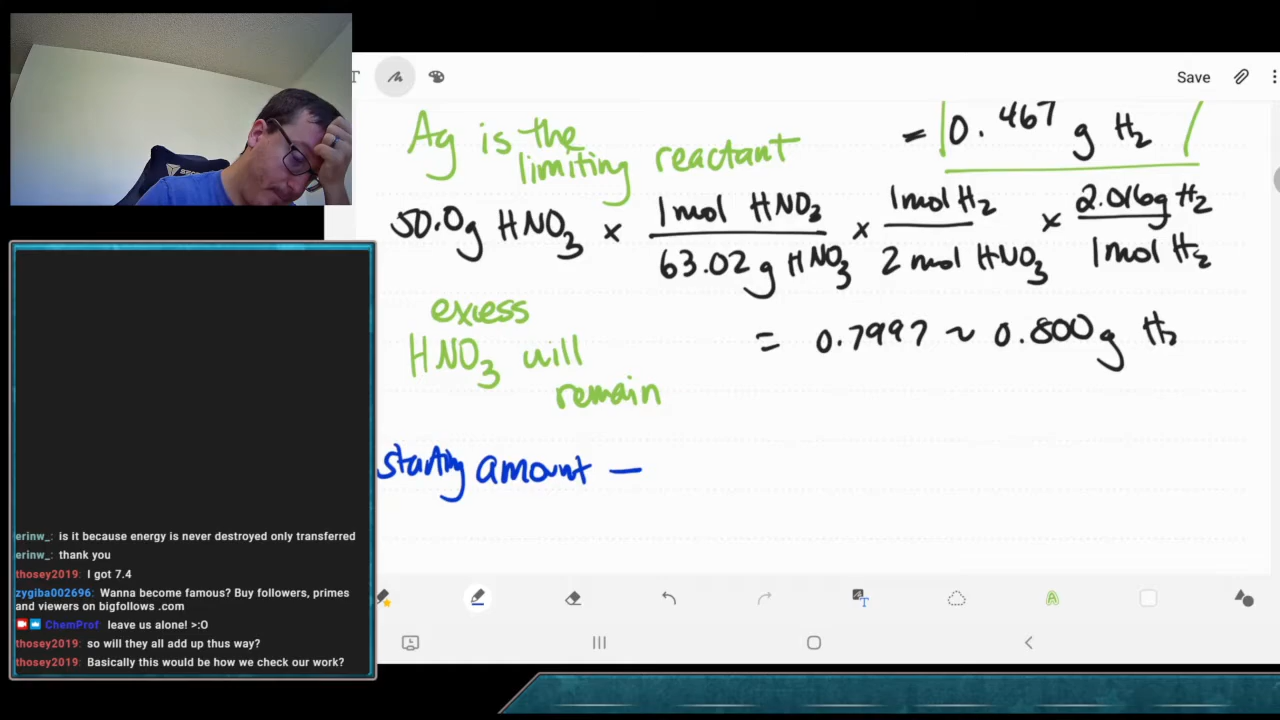 T
Save
Ag is the
limiting reactant
= 0.467 g H2
50.0g HNO3 × 1 mol HNO3 / 63.02 g HNO3 × 1 mol H2 / 2 mol HNO3 × 2.016g H2 / 1 mol H2
= 0.7997 ~ 0.800 g H2
excess
HNO3 will
remain
starting amount —
erinw_: is it because energy is never destroyed only transferred
erinw_: thank you
thosey2019: I got 7.4
zygiba002696: Wanna become famous? Buy followers, primes
and viewers on bigfollows .com
ChemProf: leave us alone! >:O
thosey2019: so will they all add up thus way?
thosey2019: Basically this would be how we check our work?